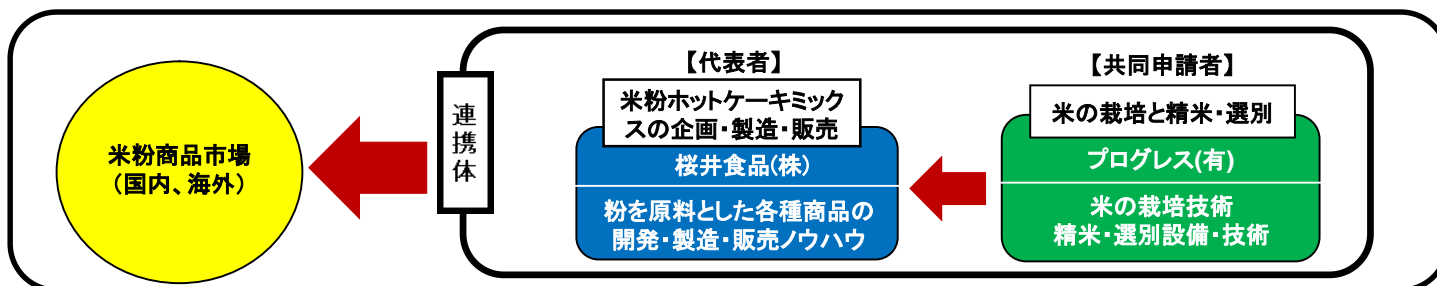 米粉商品市場
（国内、海外）
連携体
【代表者】
米粉ホットケーキミック
スの企画・製造・販売
桜井食品(株)
粉を原料とした各種商品の
開発・製造・販売ノウハウ
【共同申請者】
米の栽培と精米・選別
プログレス(有)
米の栽培技術
精米・選別設備・技術